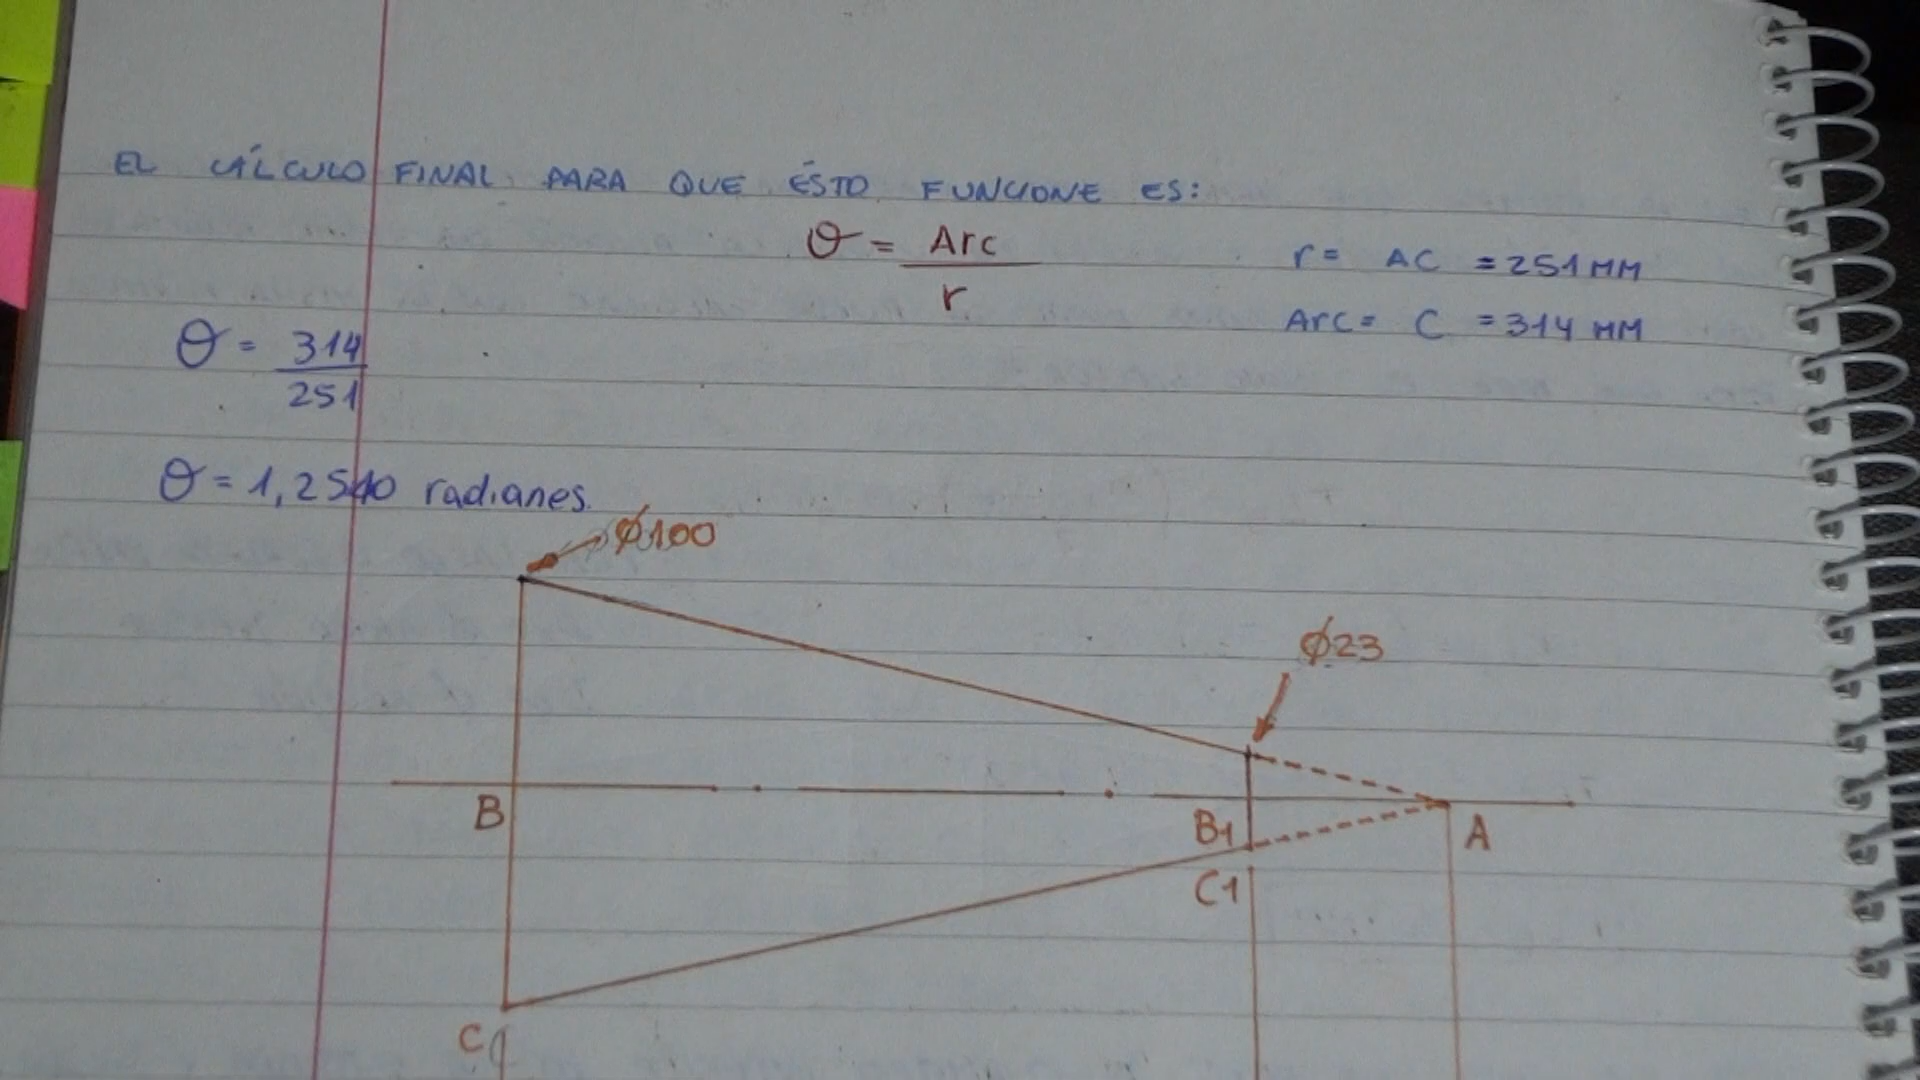 EL CÁLCULO FINAL PARA QUE ÉSTO FUNCIONE ES:
θ = Arc / r
r = AC = 251 MM
Arc = C = 314 MM
θ = 314 / 251
θ = 1,2510 radianes.
Ø100
Ø23
B
B1
A
C1
C